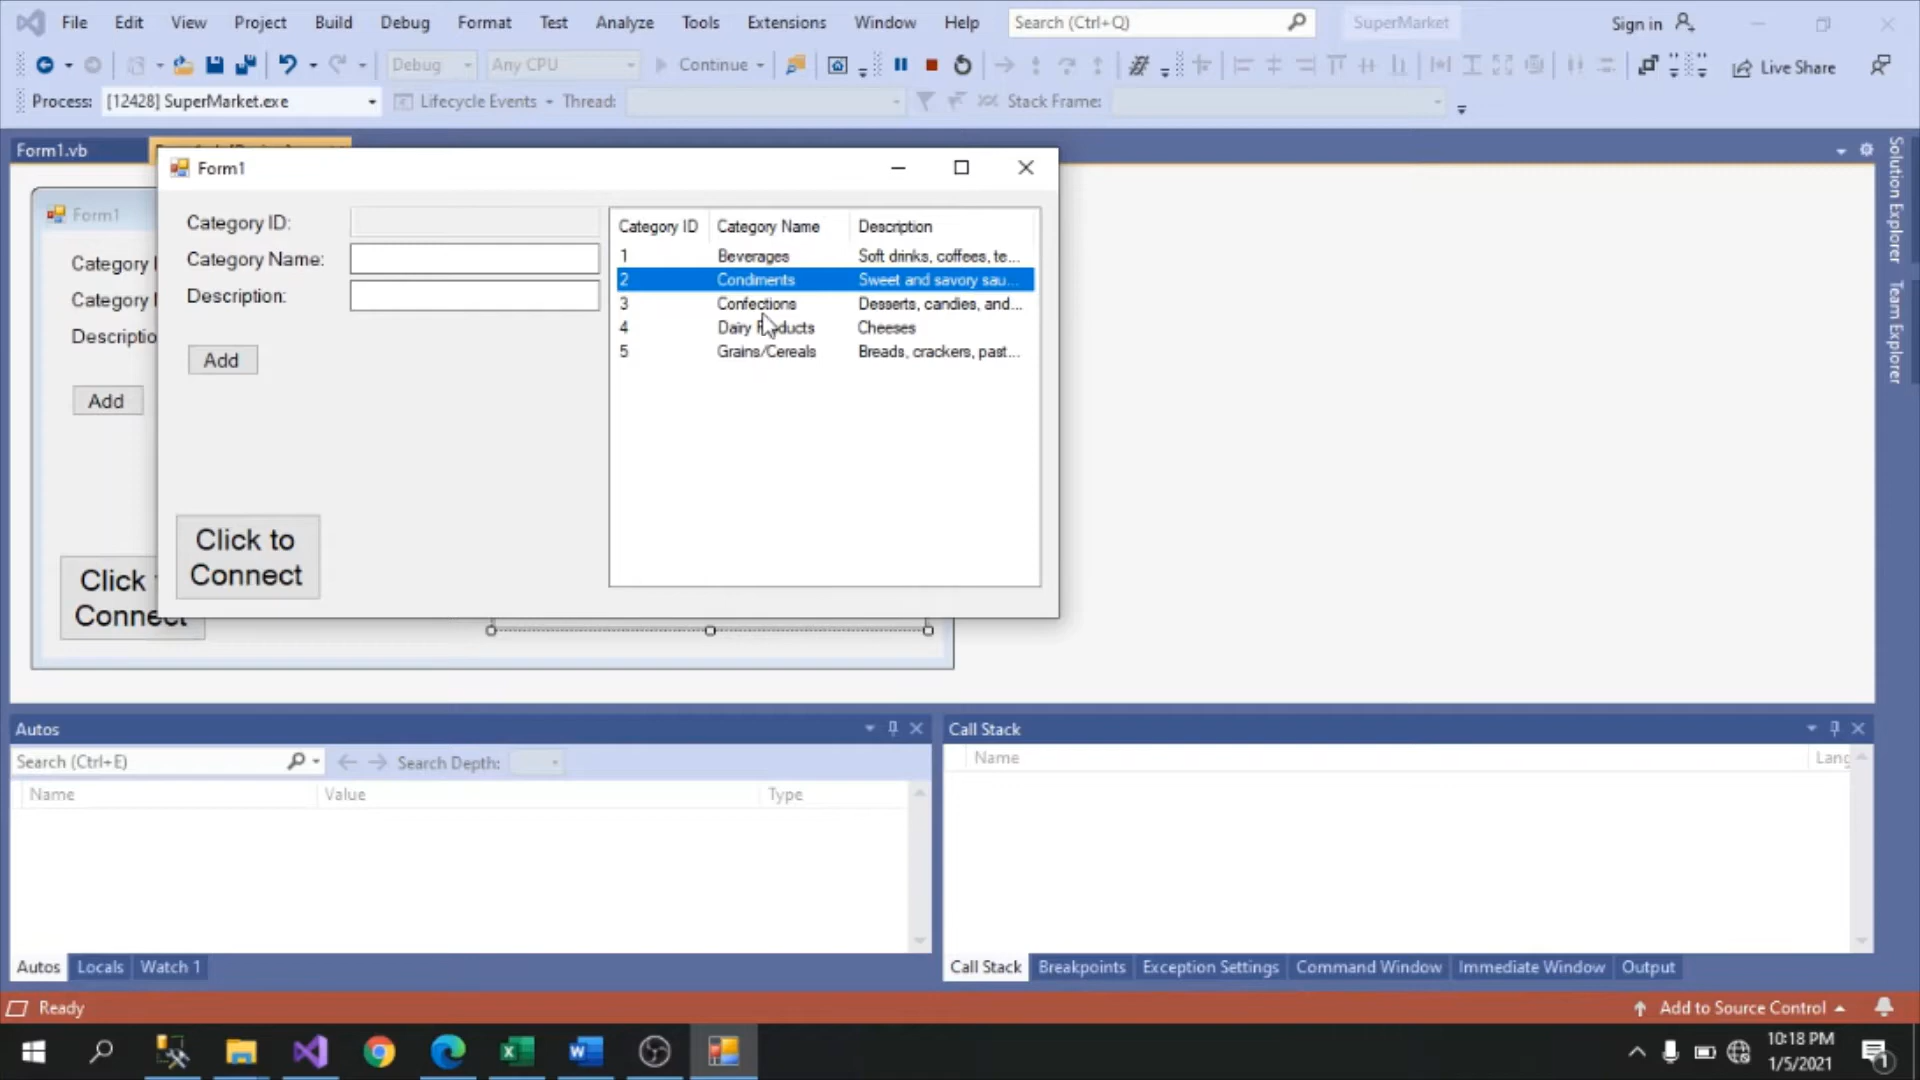 File Edit View Project Build Debug Format Test Analyze Tools Extensions Window Help Search (Ctrl+Q) SuperMarket Sign in
Debug Any CPU Continue Live Share
Process: [12428] SuperMarket.exe Lifecycle Events Thread: Stack Frame:
Form1.vb
Form1
Category ID:
Category Name:
Description:
Add
Click to
Connect
Category ID Category Name Description
1 Beverages Soft drinks, coffees, te...
2 Condiments Sweet and savory sau...
3 Confections Desserts, candies, and...
4 Dairy Products Cheeses
5 Grains/Cereals Breads, crackers, past...
Form1
Category I
Category I
Descriptio
Add
Click
Connect
Solution Explorer
Team Explorer
Autos
Search (Ctrl+E) Search Depth:
Name Value Type
Autos Locals Watch 1
Call Stack
Name Lang
Call Stack Breakpoints Exception Settings Command Window Immediate Window Output
Ready Add to Source Control
10:18 PM
1/5/2021
1